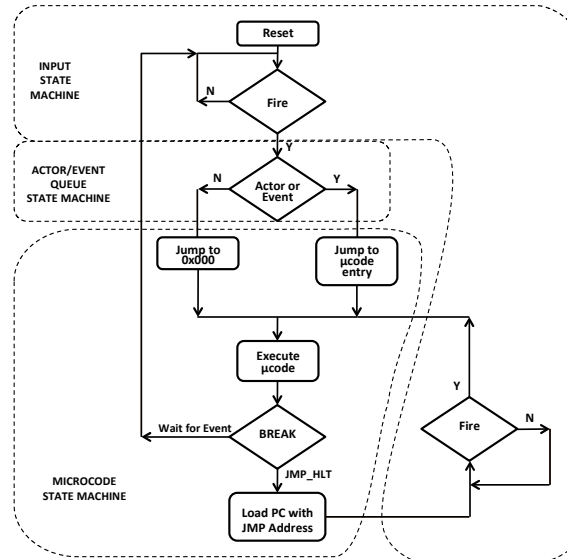 Reset
INPUT
STATE
MACHINE
N
Fire
Y
ACTOR/EVENT
QUEUE
STATE MACHINE
N
Actor or
Event
Y
Jump to
0x000
Jump to
µcode
entry
Execute
µcode
Y
Fire
N
Wait for Event
BREAK
JMP_HLT
MICROCODE
STATE MACHINE
Load PC with
JMP Address